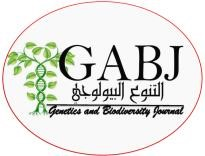 GABJ
التنوع البيولوجي
Genetics and Biodiversity Journal